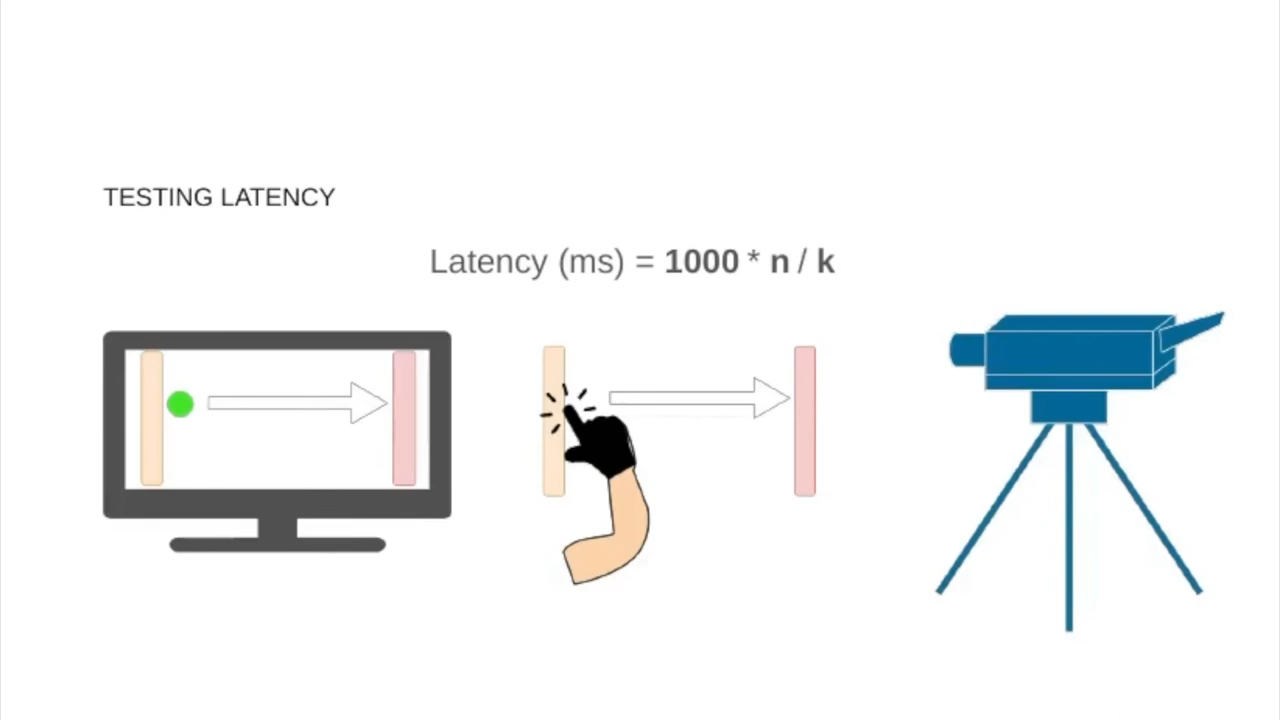 TESTING LATENCY
Latency (ms) = 1000 * n / k